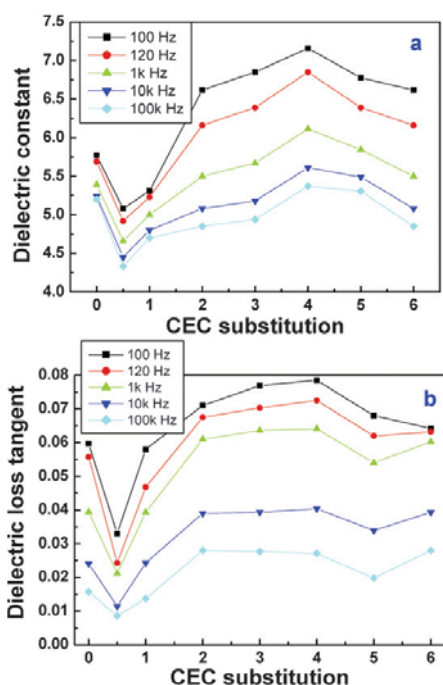 a
100 Hz
120 Hz
1k Hz
10k Hz
100k Hz
Dielectric constant
7.5
7.0
6.5
6.0
5.5
5.0
4.5
4.0
0 1 2 3 4 5 6
CEC substitution
b
100 Hz
120 Hz
1k Hz
10k Hz
100k Hz
Dielectric loss tangent
0.08
0.07
0.06
0.05
0.04
0.03
0.02
0.01
0.00
0 1 2 3 4 5 6
CEC substitution